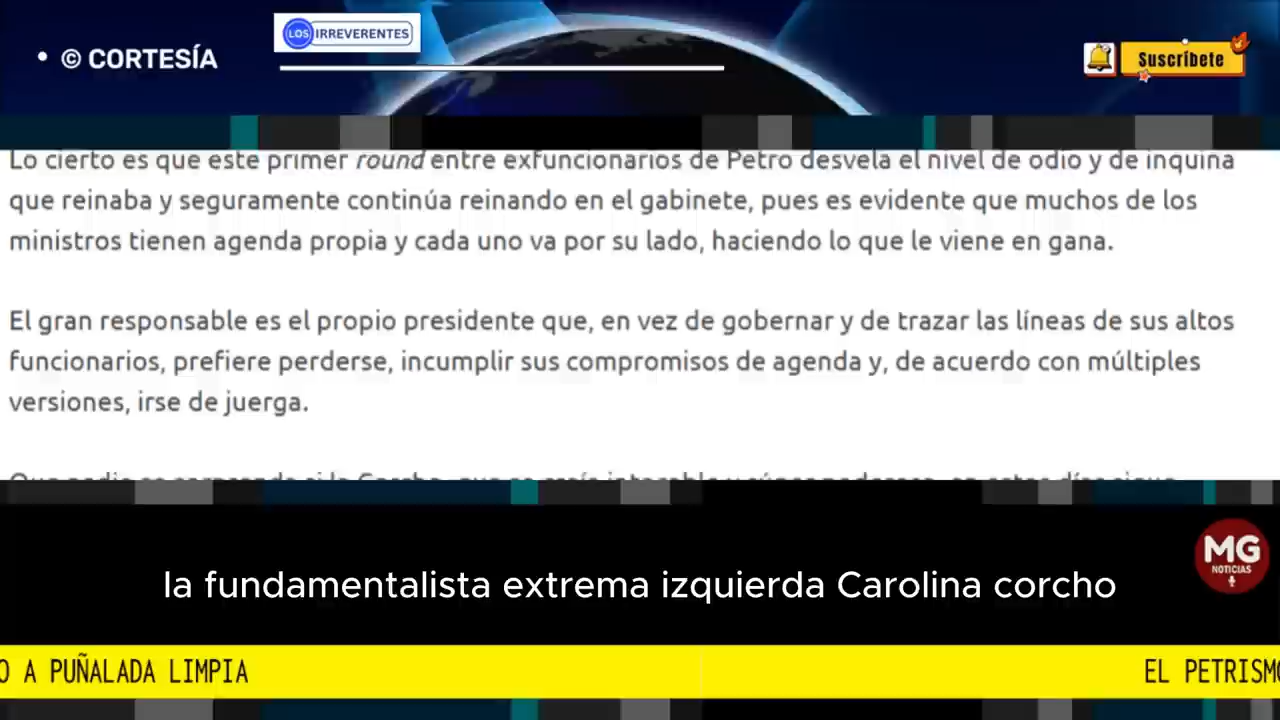 • © CORTESÍA
LOS IRREVERENTES
Suscríbete
Lo cierto es que este primer round entre exfuncionarios de Petro desvela el nivel de odio y de inquina
que reinaba y seguramente continúa reinando en el gabinete, pues es evidente que muchos de los
ministros tienen agenda propia y cada uno va por su lado, haciendo lo que le viene en gana.
El gran responsable es el propio presidente que, en vez de gobernar y de trazar las líneas de sus altos
funcionarios, prefiere perderse, incumplir sus compromisos de agenda y, de acuerdo con múltiples
versiones, irse de juerga.
MG
NOTICIAS
la fundamentalista extrema izquierda Carolina corcho
O A PUÑALADA LIMPIA
EL PETRISMO